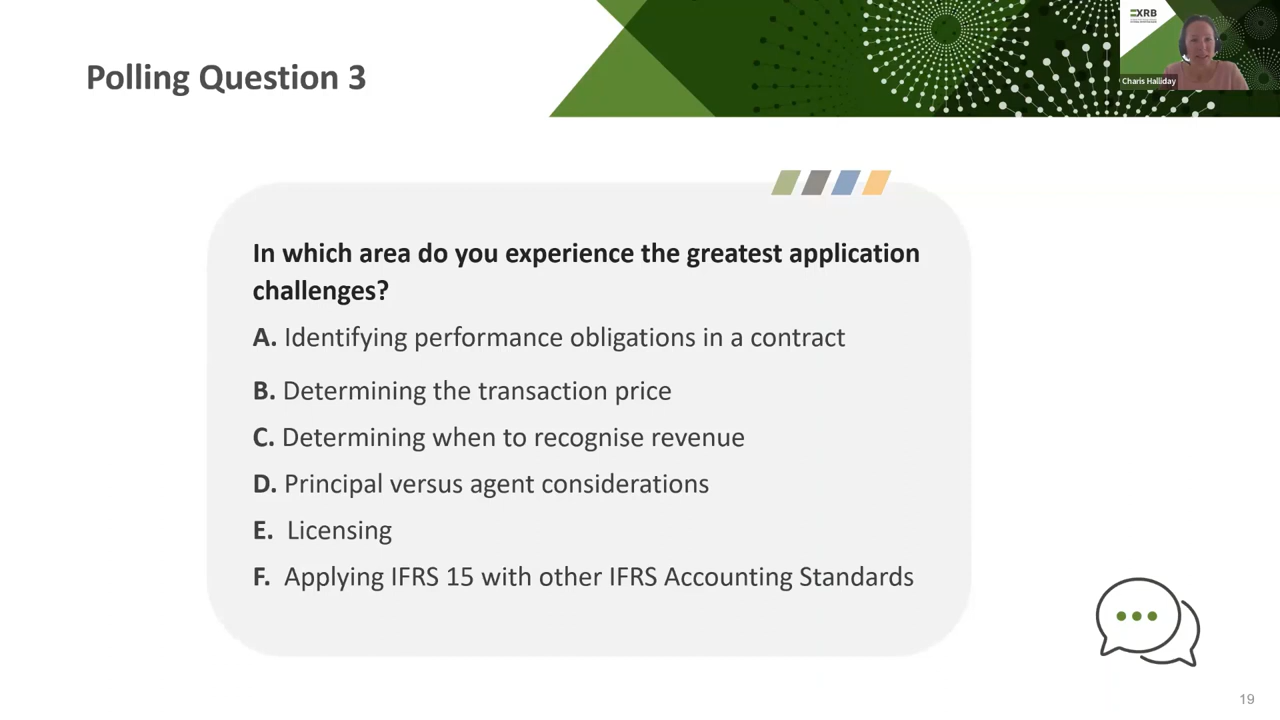 Polling Question 3
XRB
Charis Halliday
In which area do you experience the greatest application
challenges?
A. Identifying performance obligations in a contract
B. Determining the transaction price
C. Determining when to recognise revenue
D. Principal versus agent considerations
E. Licensing
F. Applying IFRS 15 with other IFRS Accounting Standards
19